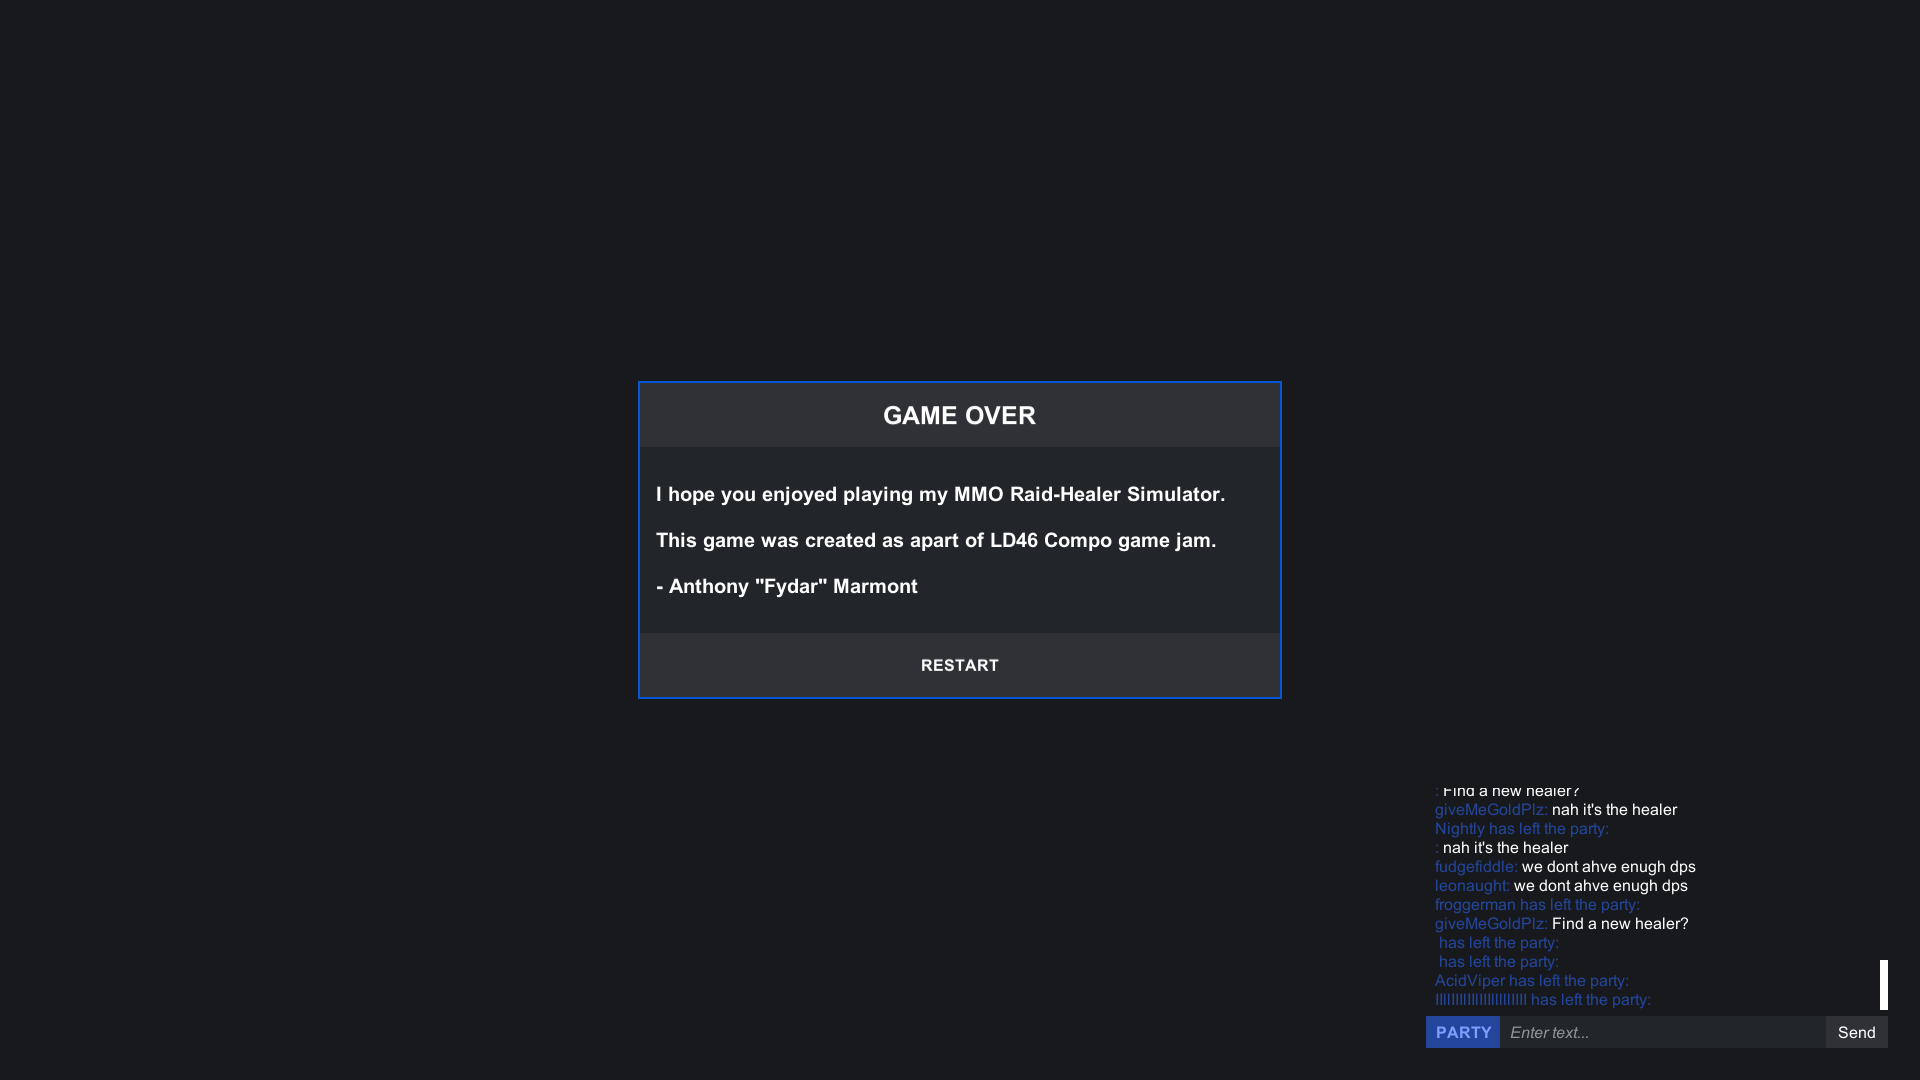 GAME OVER
I hope you enjoyed playing my MMO Raid-Healer Simulator.
This game was created as apart of LD46 Compo game jam.
- Anthony "Fydar" Marmont
RESTART
: Find a new healer?
giveMeGoldPlz: nah it's the healer
Nightly has left the party:
: nah it's the healer
fudgefiddle: we dont ahve enugh dps
leonaught: we dont ahve enugh dps
froggerman has left the party:
giveMeGoldPlz: Find a new healer?
has left the party:
has left the party:
AcidViper has left the party:
has left the party:
PARTY Enter text... Send